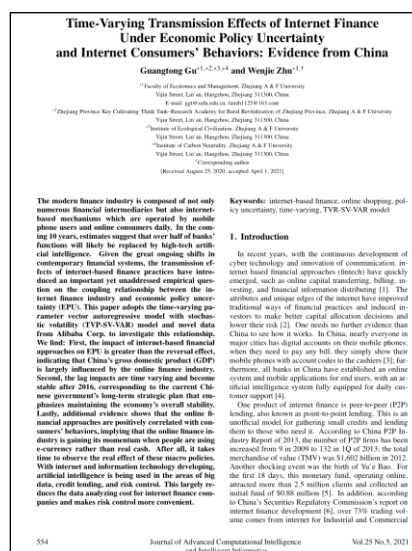 Time-Varying Transmission Effects of Internet Finance
Under Economic Policy Uncertainty
and Internet Consumers' Behaviors: Evidence from China
Guangtong Gu*1,*2,*3,*4 and Wenjie Zhu*1,†
*1Faculty of Economics and Management, Zhejiang A & F University
Yijin Street, Lin'an, Hangzhou, Zhejiang 311300, China
*2Zhejiang Province Key Cultivating Think Tank–Research Academy for Rural Revitalization of Zhejiang Province, Zhejiang A & F University
Yijin Street, Lin'an, Hangzhou, Zhejiang 311300, China
*3Institute of Ecological Civilization, Zhejiang A & F University
Yijin Street, Lin'an, Hangzhou, Zhejiang 311300, China
*4Institute of Carbon Neutrality, Zhejiang A & F University
Yijin Street, Lin'an, Hangzhou, Zhejiang 311300, China
†Corresponding author
[Received August 25, 2020; accepted April 1, 2021]
The modern finance industry is composed of not only
numerous financial intermediaries but also internet-
based mechanisms which are operated by mobile
phone users and online consumers daily. In the com-
ing 10 years, estimates suggest that over half of banks'
functions will likely be replaced by high-tech artifi-
cial intelligence. Given the great ongoing shifts in
contemporary financial systems, the transmission ef-
fects of internet-based finance practices have intro-
duced an important yet unaddressed empirical ques-
tion on the coupling relationship between the in-
ternet finance industry and economic policy uncer-
tainty (EPU). This paper adopts the time-varying pa-
rameter vector autoregressive model with stochas-
tic volatility (TVP-SV-VAR) model and novel data
from Alibaba Corp. to investigate this relationship.
We find: First, the impact of internet-based financial
approaches on EPU is greater than the reversal effect,
indicating that China's gross domestic product (GDP)
is largely influenced by the online finance industry.
Second, the lag impacts are time varying and become
stable after 2016, corresponding to the current Chi-
nese government's long-term strategic plan that em-
phasizes maintaining the economy's overall stability.
Lastly, additional evidence shows that the online fi-
nancial approaches are positively correlated with con-
sumers' behaviors, implying that the online finance in-
dustry is gaining its momentum when people are using
e-currency rather than real cash. After all, it takes
time to observe the real effect of these macro policies.
With internet and information technology developing,
artificial intelligence is being used in the areas of big
data, credit lending, and risk control. This largely re-
duces the data analyzing cost for internet finance com-
panies and makes risk control more convenient.
Keywords: internet-based finance, online shopping, pol-
icy uncertainty, time-varying, TVR-SV-VAR model
1. Introduction
In recent years, with the continuous development of
cyber technology and innovation of communication, in-
ternet based financial approaches (fintech) have quickly
emerged, such as online capital transferring, billing, in-
vesting, and financial information distributing [1]. The
attributes and unique edges of the internet have improved
traditional ways of financial practices and induced in-
vestors to make better capital allocation decisions and
lower their risk [2]. One needs no further evidence than
China to see how it works. In China, nearly everyone in
major cities has digital accounts on their mobile phones;
when they need to pay any bill, they simply show their
mobile phones with account codes to the cashiers [3]; fur-
thermore, all banks in China have established an online
system and mobile applications for end users, with an ar-
tificial intelligence system fully equipped for daily cus-
tomer support [4].
One product of internet finance is peer-to-peer (P2P)
lending, also known as point-to-point lending. This is an
unofficial model for gathering small credits and lending
them to those who need it. According to China P2P In-
dustry Report of 2013, the number of P2P firms has been
increased from 9 in 2009 to 132 in 1Q of 2013; the total
merchandise of value (TMV) was $1,602 billion in 2012.
Another shocking event was the birth of Yu'e Bao. For
the first 18 days, this monetary fund, operating online,
attracted more than 2.5 million clients and collected an
initial fund of $0.88 million [5]. In addition, according
to China's Securities Regulatory Commission's report on
internet finance development [6], over 73% trading vol-
ume comes from internet for Industrial and Commercial
554
Journal of Advanced Computational Intelligence
and Intelligent Informatics
Vol.25 No.5, 2021